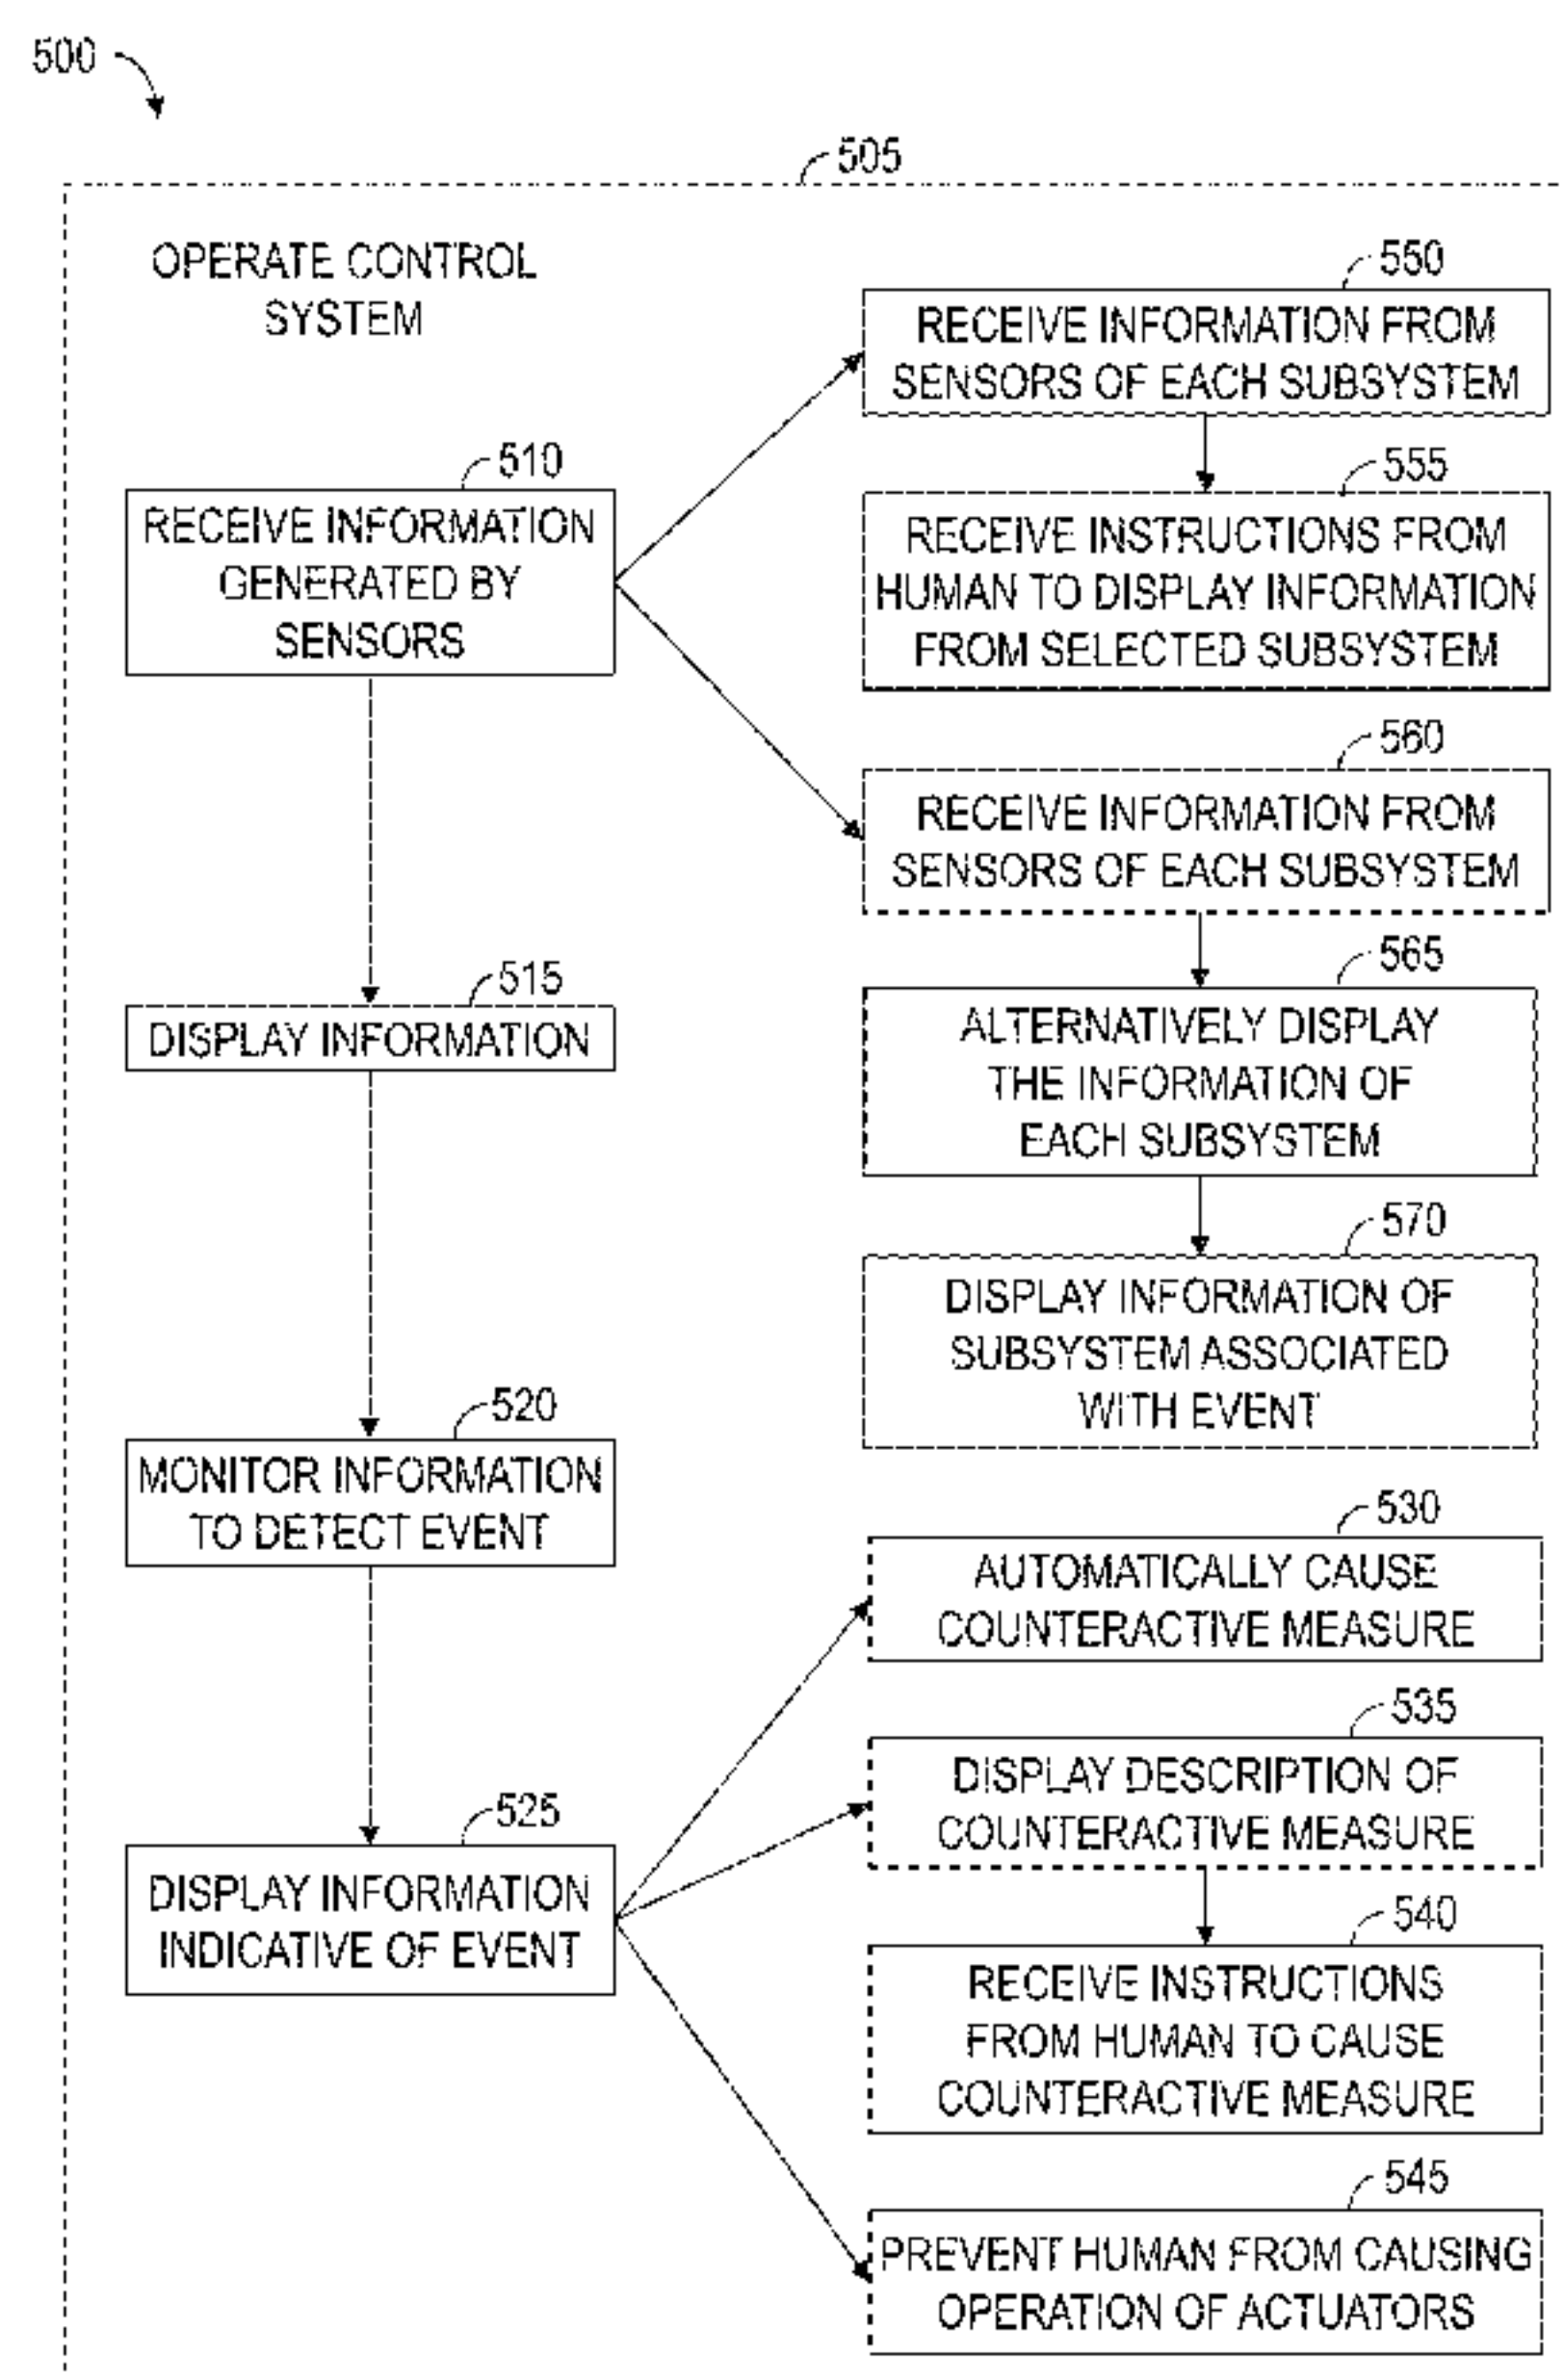 500
505
OPERATE CONTROL
SYSTEM
510
RECEIVE INFORMATION
GENERATED BY
SENSORS
515
DISPLAY INFORMATION
520
MONITOR INFORMATION
TO DETECT EVENT
525
DISPLAY INFORMATION
INDICATIVE OF EVENT
550
RECEIVE INFORMATION FROM
SENSORS OF EACH SUBSYSTEM
555
RECEIVE INSTRUCTIONS FROM
HUMAN TO DISPLAY INFORMATION
FROM SELECTED SUBSYSTEM
560
RECEIVE INFORMATION FROM
SENSORS OF EACH SUBSYSTEM
565
ALTERNATIVELY DISPLAY
THE INFORMATION OF
EACH SUBSYSTEM
570
DISPLAY INFORMATION OF
SUBSYSTEM ASSOCIATED
WITH EVENT
530
AUTOMATICALLY CAUSE
COUNTERACTIVE MEASURE
535
DISPLAY DESCRIPTION OF
COUNTERACTIVE MEASURE
540
RECEIVE INSTRUCTIONS
FROM HUMAN TO CAUSE
COUNTERACTIVE MEASURE
545
PREVENT HUMAN FROM CAUSING
OPERATION OF ACTUATORS